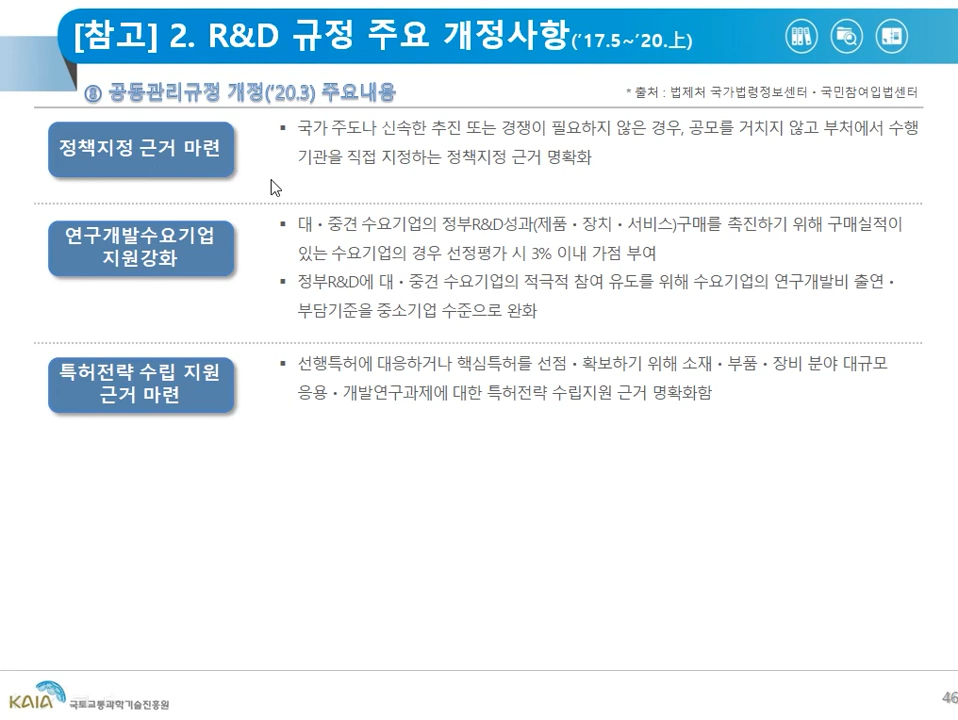 [참고] 2. R&D 규정 주요 개정사항('17.5~'20.上)
⑧ 공동관리규정 개정('20.3) 주요내용
* 출처 : 법제처 국가법령정보센터・국민참여입법센터
정책지정 근거 마련
▪ 국가 주도나 신속한 추진 또는 경쟁이 필요하지 않은 경우, 공모를 거치지 않고 부처에서 수행
기관을 직접 지정하는 정책지정 근거 명확화
연구개발수요기업
지원강화
▪ 대・중견 수요기업의 정부R&D성과(제품・장치・서비스)구매를 촉진하기 위해 구매실적이
있는 수요기업의 경우 선정평가 시 3% 이내 가점 부여
▪ 정부R&D에 대・중견 수요기업의 적극적 참여 유도를 위해 수요기업의 연구개발비 출연・
부담기준을 중소기업 수준으로 완화
특허전략 수립 지원
근거 마련
▪ 선행특허에 대응하거나 핵심특허를 선점・확보하기 위해 소재・부품・장비 분야 대규모
응용・개발연구과제에 대한 특허전략 수립지원 근거 명확화함
KAIA 국토교통과학기술진흥원
46